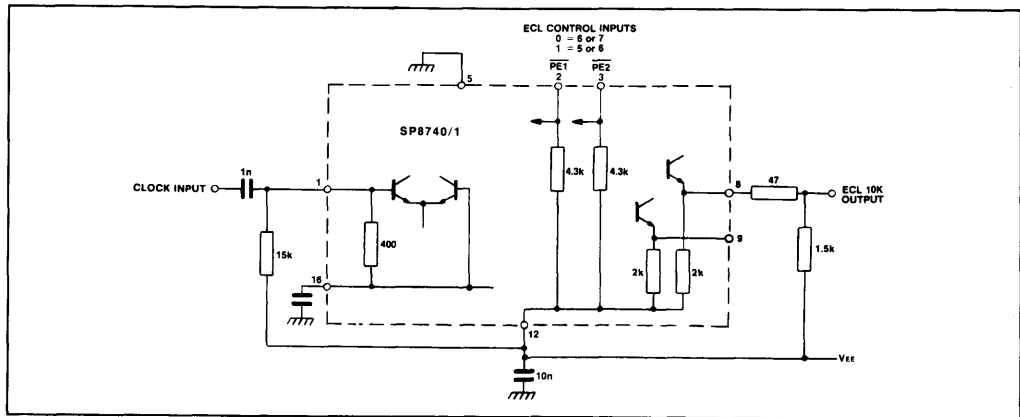 ECL CONTROL INPUTS
0 = 6 or 7
1 = 5 or 6
PE1 PE2
5 2 3
SP8740/1
1n
CLOCK INPUT
1
4.3k 4.3k
8 47
ECL 10K
OUTPUT
400
15k
9
1.5k
2k 2k
16
12
VEE
10n